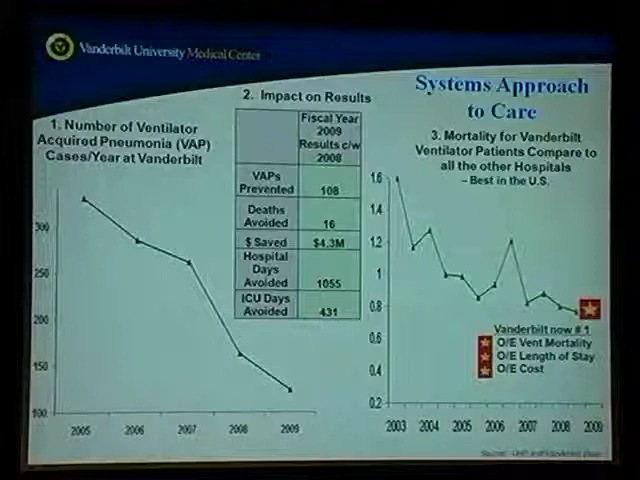 Vanderbilt University Medical Center
Systems Approach
to Care
1. Number of Ventilator
Acquired Pneumonia (VAP)
Cases/Year at Vanderbilt
300
250
200
150
100
2005 2006 2007 2008 2009
2. Impact on Results
Fiscal Year
2009
Results c/w
2008
VAPs
Prevented 108
Deaths
Avoided 16
$ Saved $4.3M
Hospital
Days
Avoided 1055
ICU Days
Avoided 431
3. Mortality for Vanderbilt
Ventilator Patients Compare to
all the other Hospitals
– Best in the U.S.
1.6
1.4
1.2
1
0.8
0.6
0.4
0.2
2003 2004 2005 2006 2007 2008 2009
Vanderbilt now # 1
O/E Vent Mortality
O/E Length of Stay
O/E Cost